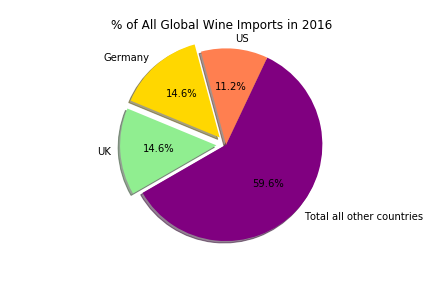 % of All Global Wine Imports in 2016
US
Germany
11.2%
14.6%
UK
14.6%
59.6%
Total all other countries